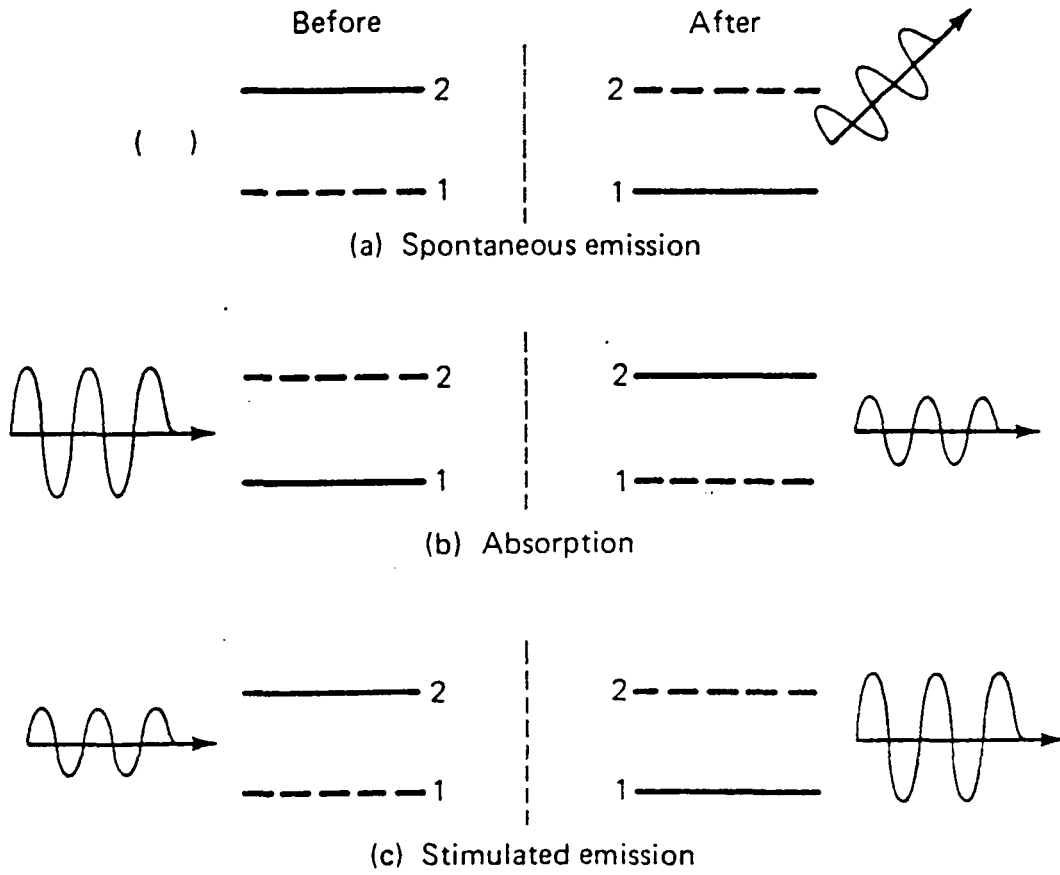 Before After
2 2
( )
1 1
(a) Spontaneous emission
2 2
1 1
(b) Absorption
2 2
1 1
(c) Stimulated emission